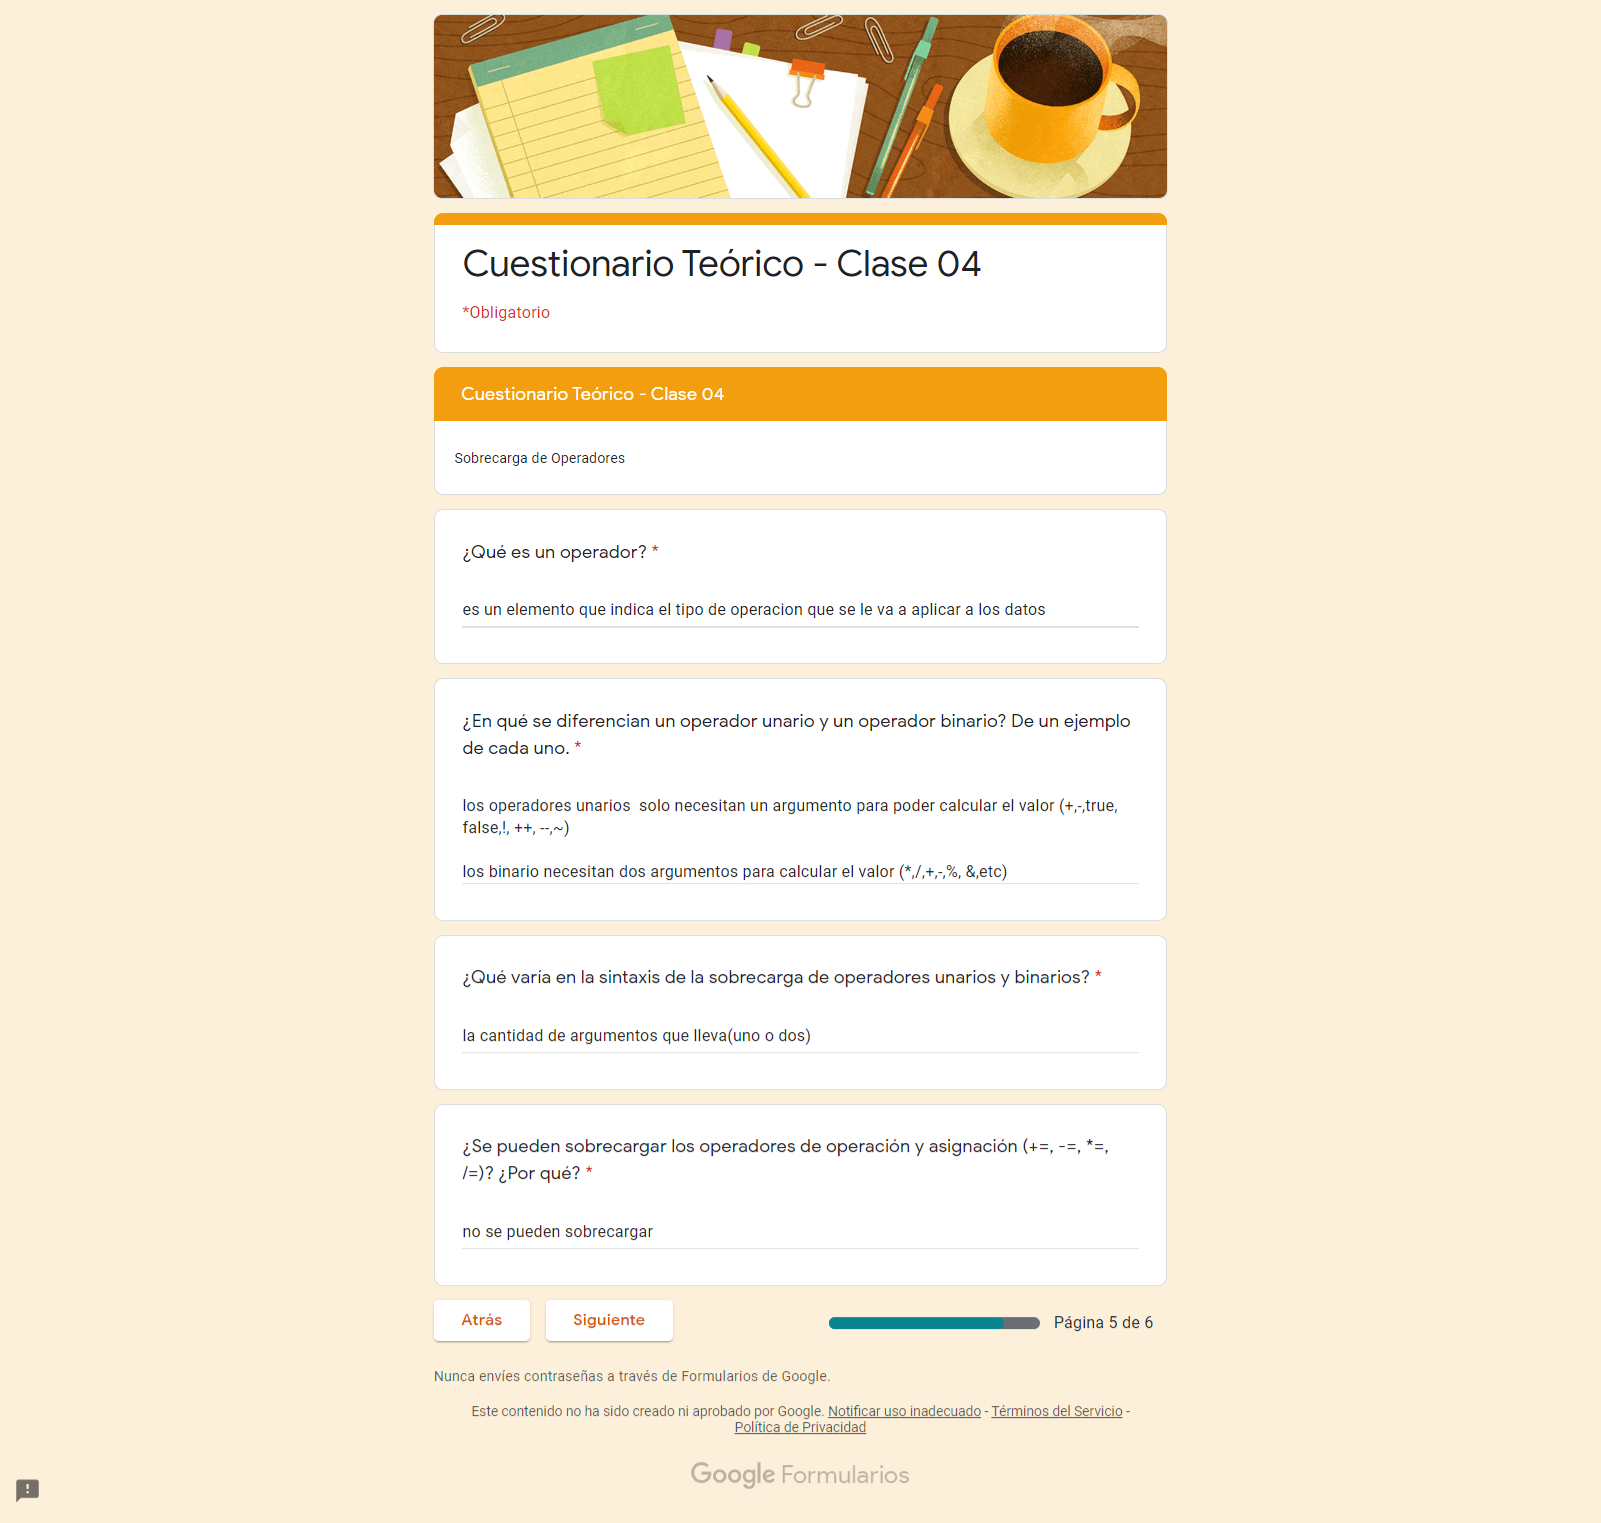 Cuestionario Teórico - Clase 04
*Obligatorio
Cuestionario Teórico - Clase 04
Sobrecarga de Operadores
¿Qué es un operador? *
es un elemento que indica el tipo de operacion que se le va a aplicar a los datos
¿En qué se diferencian un operador unario y un operador binario? De un ejemplo
de cada uno. *
los operadores unarios  solo necesitan un argumento para poder calcular el valor (+,-,true,
false,!, ++, --,~)
los binario necesitan dos argumentos para calcular el valor (*,/,+,-,%, &,etc)
¿Qué varía en la sintaxis de la sobrecarga de operadores unarios y binarios? *
la cantidad de argumentos que lleva(uno o dos)
¿Se pueden sobrecargar los operadores de operación y asignación (+=, -=, *=,
/=)? ¿Por qué? *
no se pueden sobrecargar
Atrás
Siguiente
Página 5 de 6
Nunca envíes contraseñas a través de Formularios de Google.
Este contenido no ha sido creado ni aprobado por Google. Notificar uso inadecuado - Términos del Servicio -
Política de Privacidad
Google Formularios